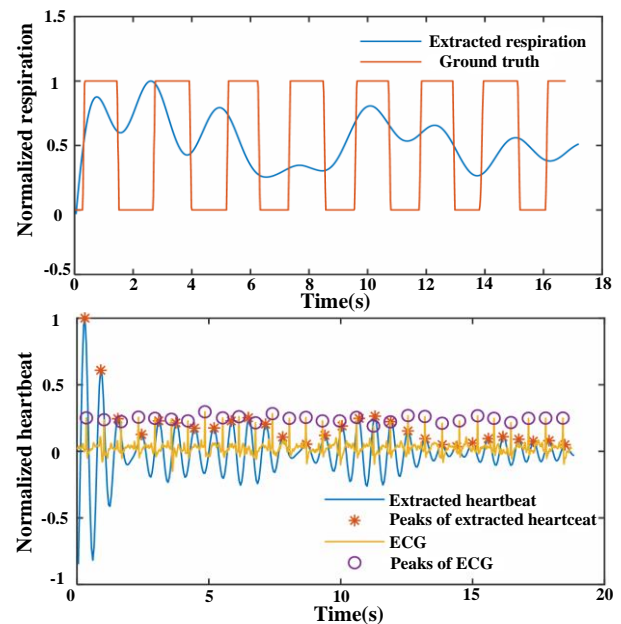 1.5
Extracted respiration
Ground truth
1
0.5
0
-0.5
Normalized respiration
0 2 4 6 8 10 12 14 16 18
Time(s)
1
0.5
0
-0.5
-1
Normalized heartbeat
Extracted heartbeat
Peaks of extracted heartceat
ECG
Peaks of ECG
0 5 10 15 20
Time(s)